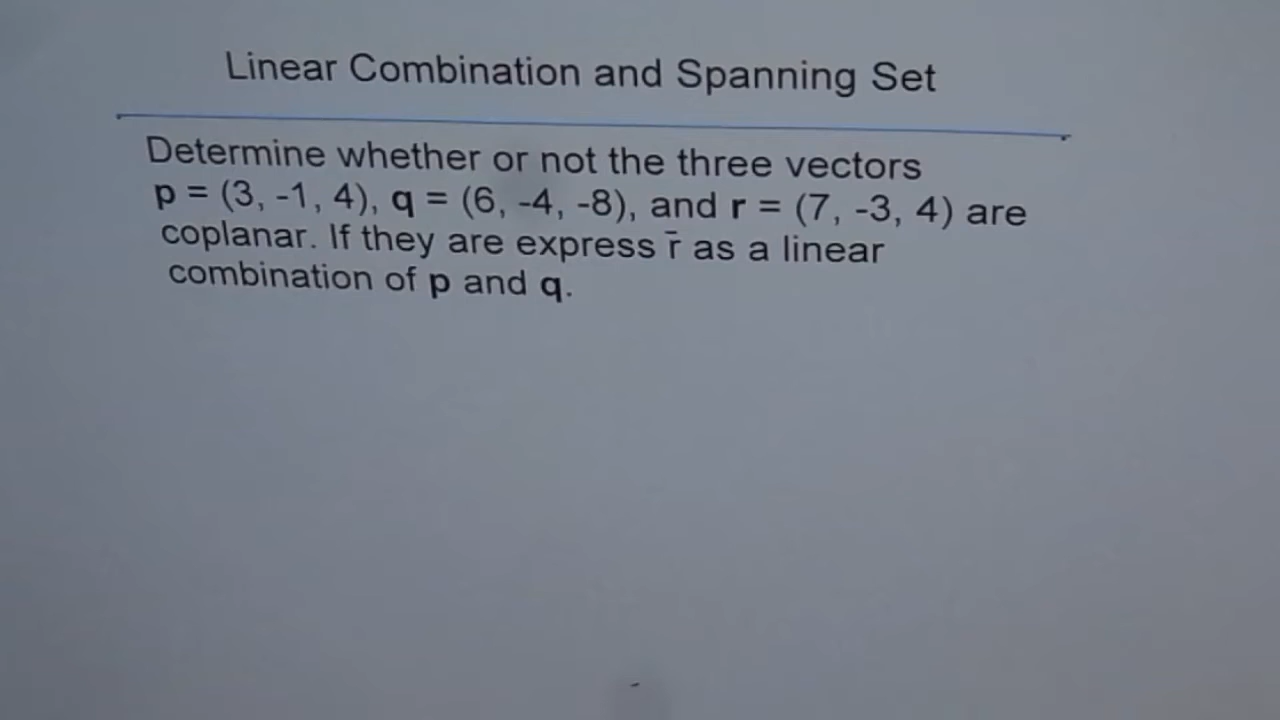 Linear Combination and Spanning Set
Determine whether or not the three vectors
p = (3, -1, 4), q = (6, -4, -8), and r = (7, -3, 4) are
coplanar. If they are express r̄ as a linear
combination of p and q.